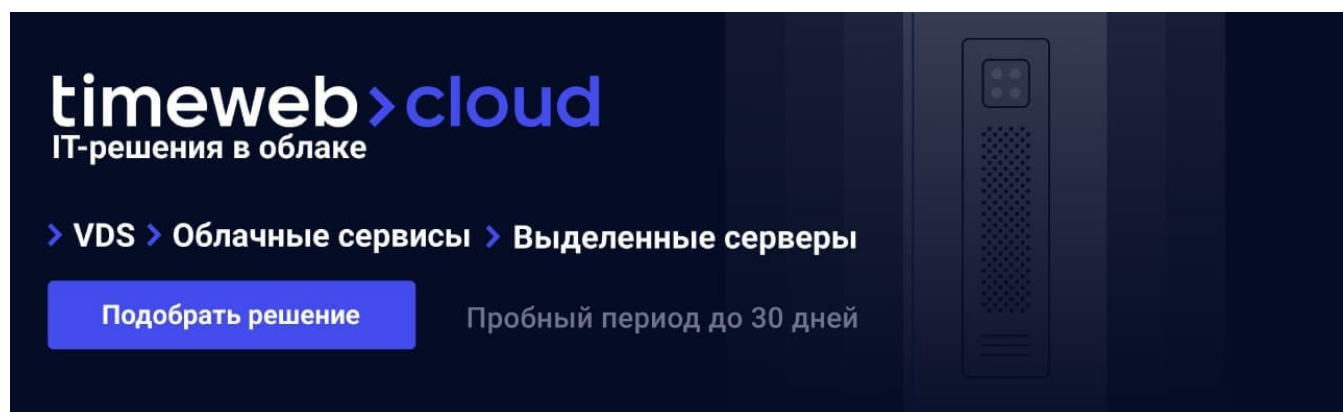 timeweb>cloud
IT-решения в облаке
> VDS > Облачные сервисы > Выделенные серверы
Подобрать решение
Пробный период до 30 дней